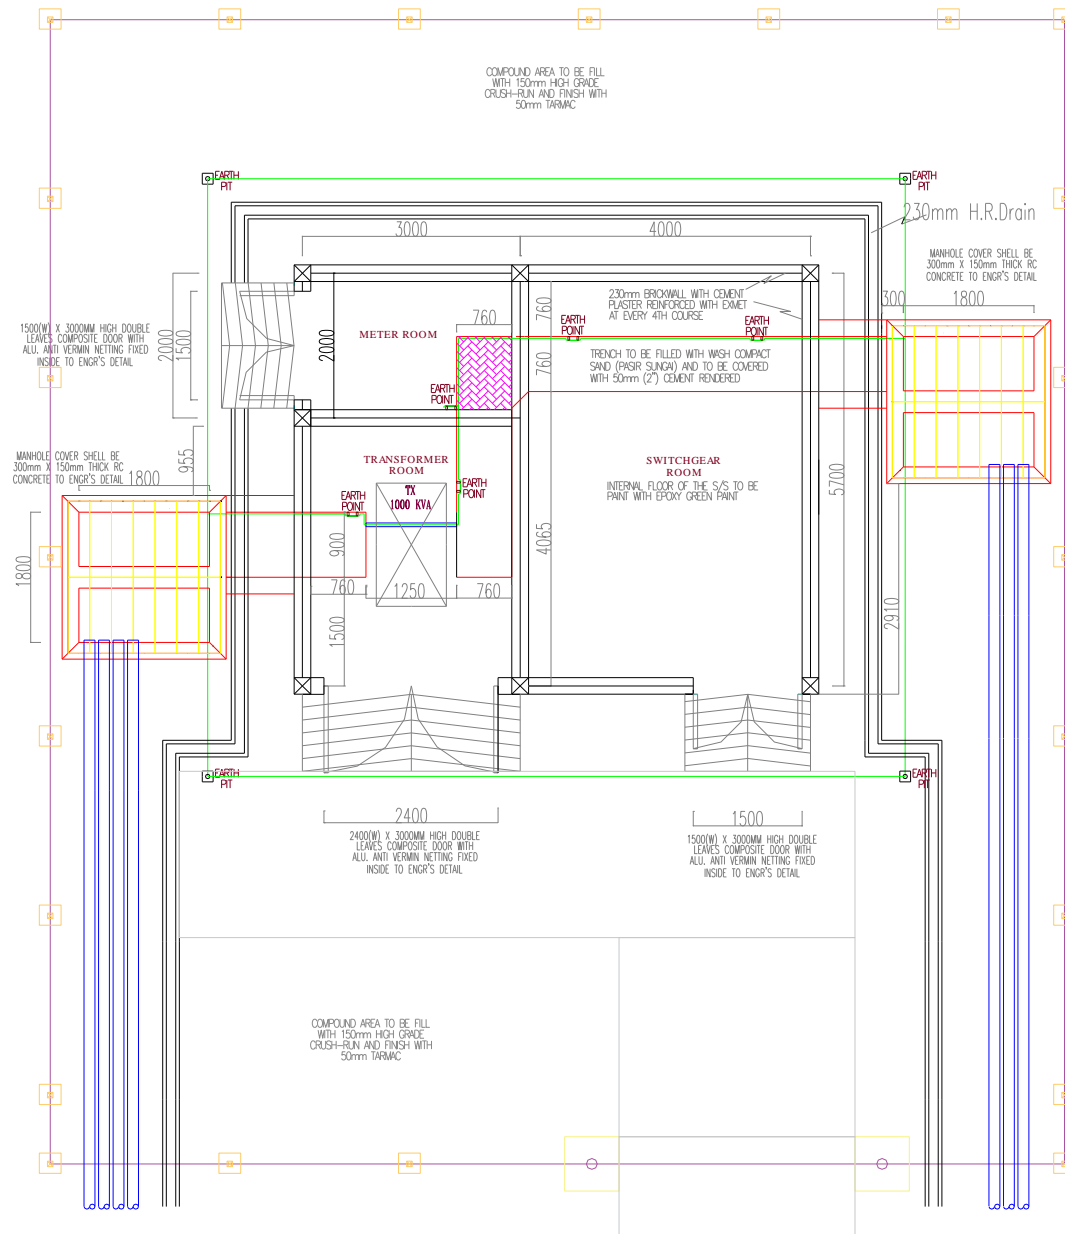 COMPOUND AREA TO BE FILL
WITH 150mm HIGH GRADE
CRUSH-RUN AND FINISH WITH
50mm TARMAC
EARTH
PIT
EARTH
PIT
230mm H.R.Drain
3000
4000
MANHOLE COVER SHELL BE
300mm X 150mm THICK RC
CONCRETE TO ENGR'S DETAIL
300
1800
230mm BRICKWALL WITH CEMENT
PLASTER REINFORCED WITH EXMET
AT EVERY 4TH COURSE
760
760
EARTH
POINT
EARTH
POINT
1500(W) X 3000MM HIGH DOUBLE
LEAVES COMPOSITE DOOR WITH
ALU. ANTI VERMIN NETTING FIXED
INSIDE TO ENGR'S DETAIL
2000
1500
2000
METER ROOM
760
TRENCH TO BE FILLED WITH WASH COMPACT
SAND (PASIR SUNGAI) AND TO BE COVERED
WITH 50mm (2") CEMENT RENDERED
EARTH
POINT
955
MANHOLE COVER SHELL BE
300mm X 150mm THICK RC
CONCRETE TO ENGR'S DETAIL
1800
TRANSFORMER
ROOM
SWITCHGEAR
ROOM
INTERNAL FLOOR OF THE S/S TO BE
PAINT WITH EPOXY GREEN PAINT
5700
TX
1000 KVA
EARTH
POINT
EARTH
POINT
1800
900
4065
760
1250
760
1500
2910
EARTH
PIT
EARTH
PIT
2400
2400(W) X 3000MM HIGH DOUBLE
LEAVES COMPOSITE DOOR WITH
ALU. ANTI VERMIN NETTING FIXED
INSIDE TO ENGR'S DETAIL
1500
1500(W) X 3000MM HIGH DOUBLE
LEAVES COMPOSITE DOOR WITH
ALU. ANTI VERMIN NETTING FIXED
INSIDE TO ENGR'S DETAIL
COMPOUND AREA TO BE FILL
WITH 150mm HIGH GRADE
CRUSH-RUN AND FINISH WITH
50mm TARMAC